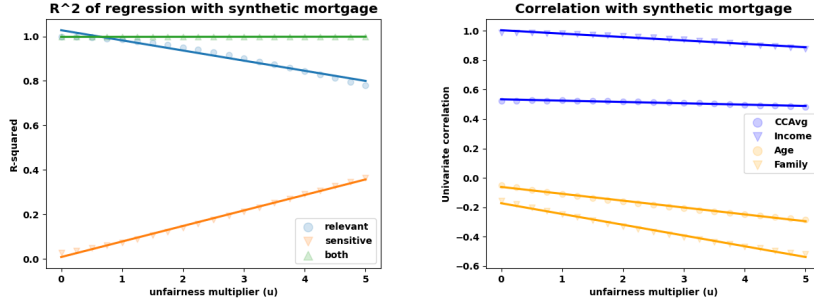 R^2 of regression with synthetic mortgage
1.0
0.8
0.6
0.4
0.2
0.0
R-squared
relevant
sensitive
both
0 1 2 3 4 5
unfairness multiplier (u)
Correlation with synthetic mortgage
1.0
0.8
0.6
0.4
0.2
0.0
-0.2
-0.4
-0.6
Univariate correlation
CCAvg
Income
Age
Family
0 1 2 3 4 5
unfairness multiplier (u)